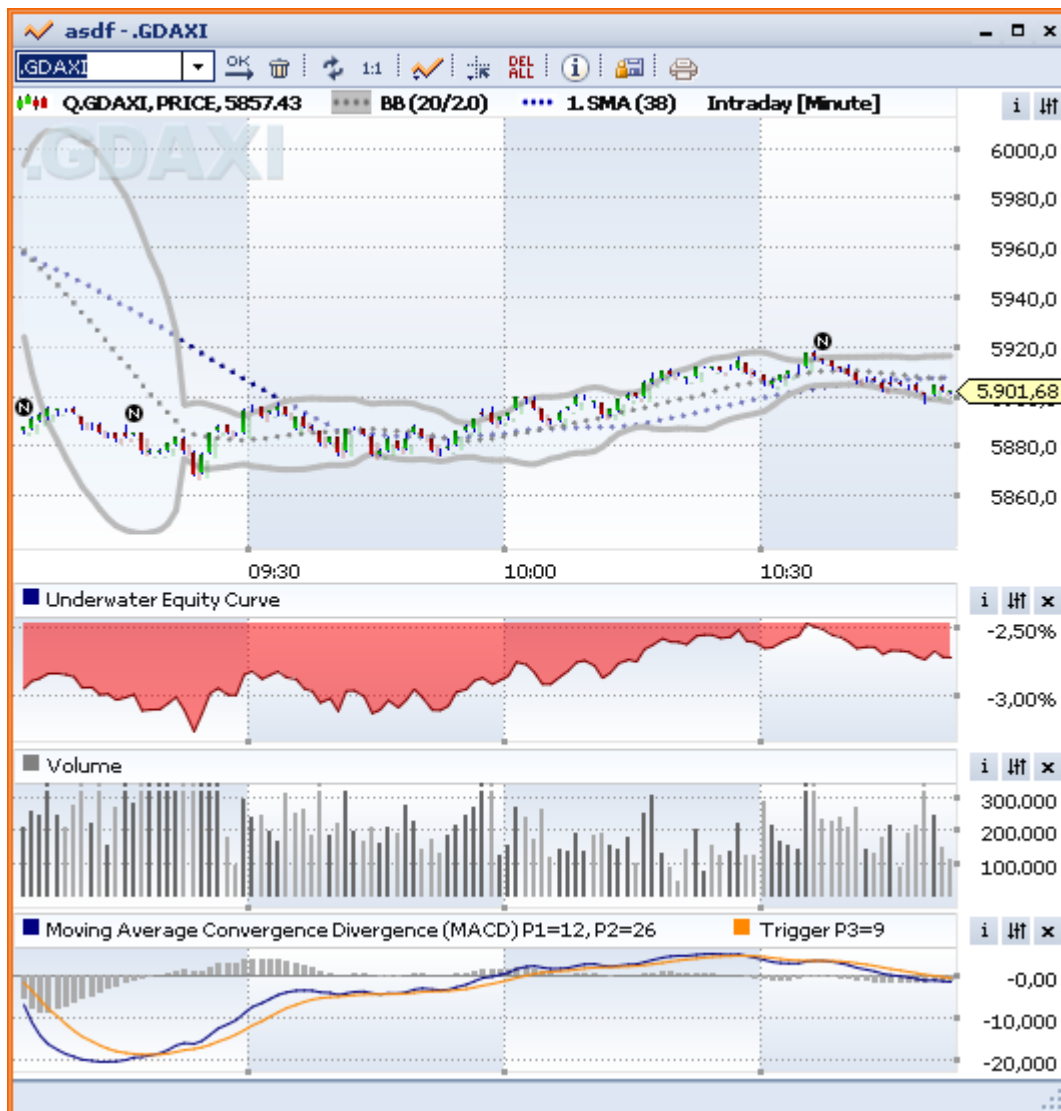 asdf - .GDAXI
.GDAXI OK 1:1 DEL ALL i
Q.GDAXI, PRICE, 5857.43 BB (20/2.0) 1. SMA (38) Intraday [Minute] i
.GDAXI
6000,0
5980,0
5960,0
5940,0
5920,0
N
5.901,68
N N
5880,0
5860,0
09:30 10:00 10:30
Underwater Equity Curve i
-2,50%
-3,00%
Volume i
300.000
200.000
100.000
Moving Average Convergence Divergence (MACD) P1=12, P2=26 Trigger P3=9 i
-0,00
-10,000
-20,000